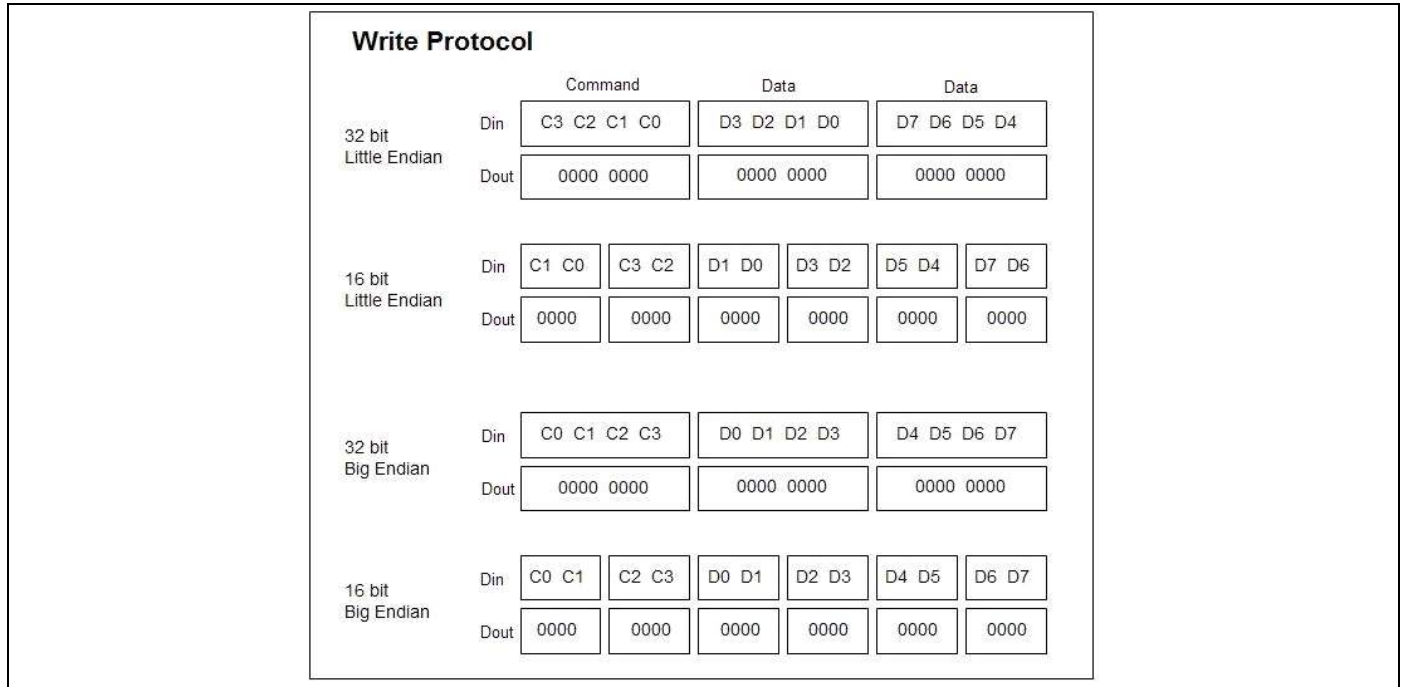 Write Protocol
Command Data Data
32 bit
Little Endian
Din C3 C2 C1 C0 D3 D2 D1 D0 D7 D6 D5 D4
Dout 0000 0000 0000 0000 0000 0000
16 bit
Little Endian
Din C1 C0 C3 C2 D1 D0 D3 D2 D5 D4 D7 D6
Dout 0000 0000 0000 0000 0000 0000
32 bit
Big Endian
Din C0 C1 C2 C3 D0 D1 D2 D3 D4 D5 D6 D7
Dout 0000 0000 0000 0000 0000 0000
16 bit
Big Endian
Din C0 C1 C2 C3 D0 D1 D2 D3 D4 D5 D6 D7
Dout 0000 0000 0000 0000 0000 0000